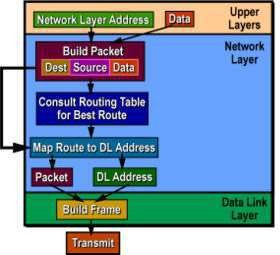 Network Layer Address
Data
Upper
Layers
Build Packet
Dest Source Data
Network
Layer
Consult Routing Table
for Best Route
Map Route to DL Address
Packet
DL Address
Build Frame
Data Link
Layer
Transmit